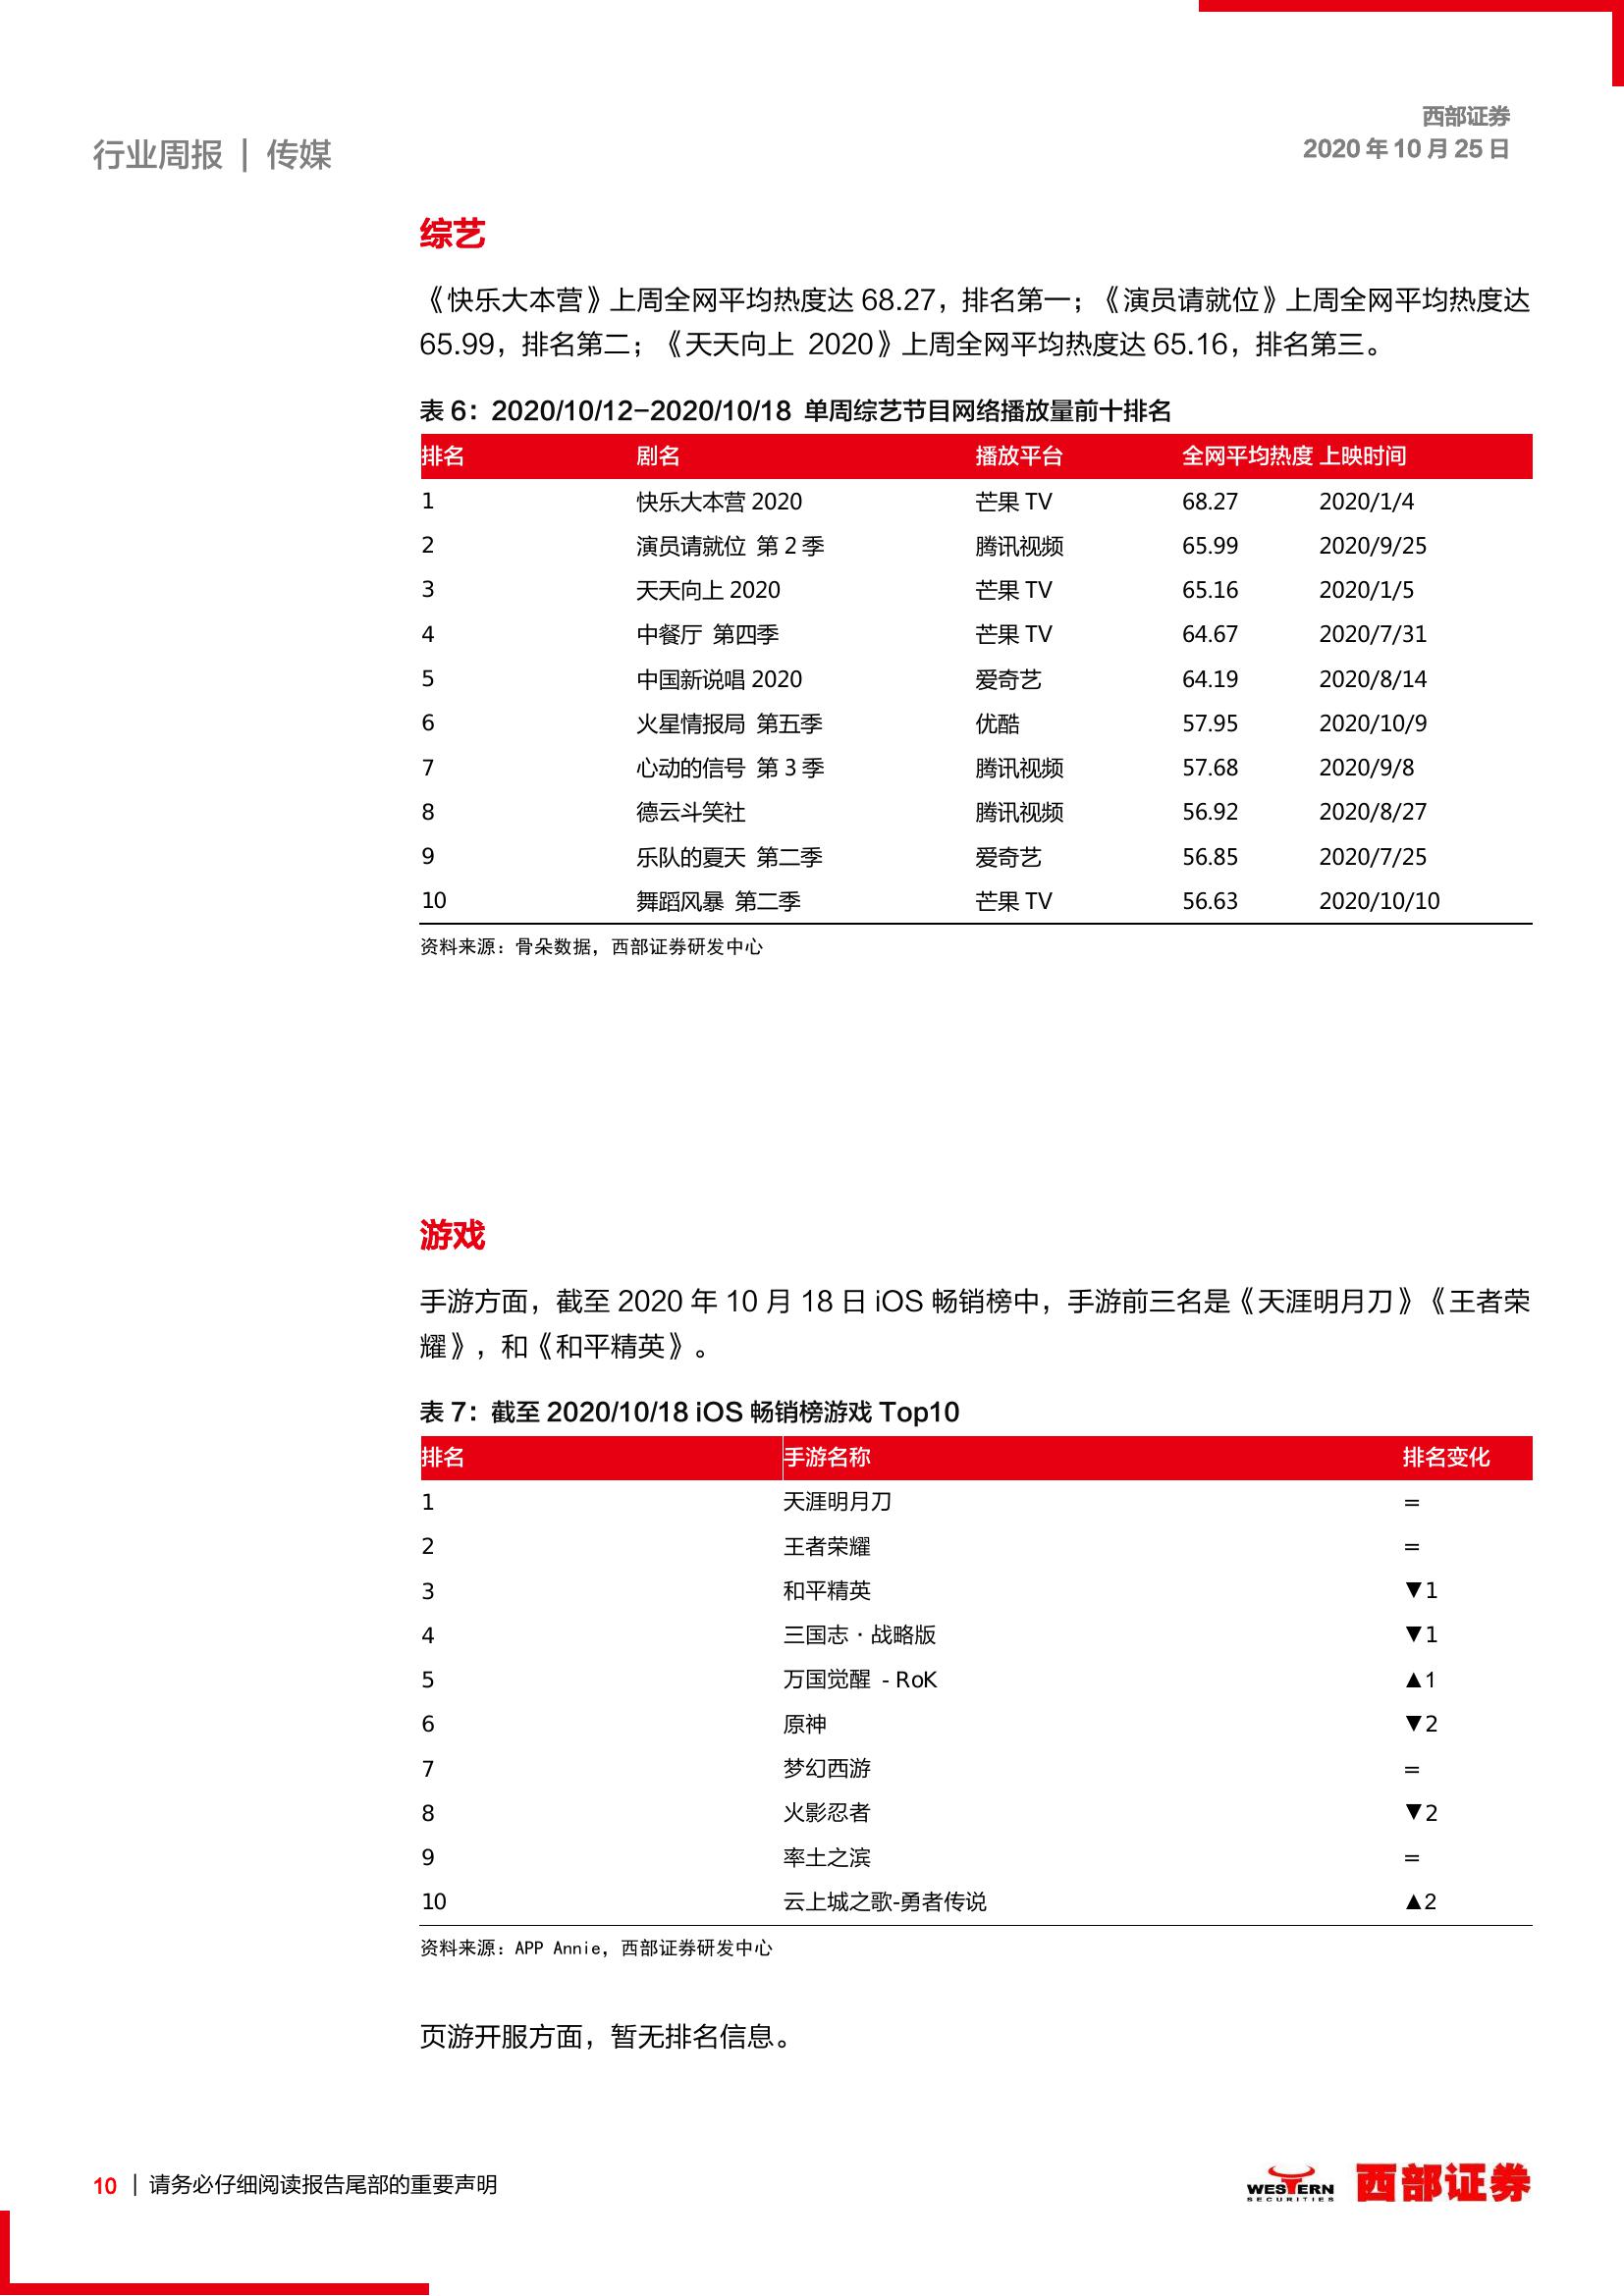 西部证券
行业周报 | 传媒
2020 年 10 月 25 日
综艺
《快乐大本营》上周全网平均热度达 68.27，排名第一；《演员请就位》上周全网平均热度达
65.99，排名第二；《天天向上 2020》上周全网平均热度达 65.16，排名第三。
表 6：2020/10/12-2020/10/18 单周综艺节目网络播放量前十排名
排名 剧名 播放平台 全网平均热度 上映时间
1 快乐大本营 2020 芒果 TV 68.27 2020/1/4
2 演员请就位 第 2 季 腾讯视频 65.99 2020/9/25
3 天天向上 2020 芒果 TV 65.16 2020/1/5
4 中餐厅 第四季 芒果 TV 64.67 2020/7/31
5 中国新说唱 2020 爱奇艺 64.19 2020/8/14
6 火星情报局 第五季 优酷 57.95 2020/10/9
7 心动的信号 第 3 季 腾讯视频 57.68 2020/9/8
8 德云斗笑社 腾讯视频 56.92 2020/8/27
9 乐队的夏天 第二季 爱奇艺 56.85 2020/7/25
10 舞蹈风暴 第二季 芒果 TV 56.63 2020/10/10
资料来源：骨朵数据，西部证券研发中心
游戏
手游方面，截至 2020 年 10 月 18 日 iOS 畅销榜中，手游前三名是《天涯明月刀》《王者荣
耀》，和《和平精英》。
表 7：截至 2020/10/18 iOS 畅销榜游戏 Top10
排名 手游名称 排名变化
1 天涯明月刀 =
2 王者荣耀 =
3 和平精英 ▼1
4 三国志·战略版 ▼1
5 万国觉醒 - RoK ▲1
6 原神 ▼2
7 梦幻西游 =
8 火影忍者 ▼2
9 率土之滨 =
10 云上城之歌-勇者传说 ▲2
资料来源：APP Annie，西部证券研发中心
页游开服方面，暂无排名信息。
10 | 请务必仔细阅读报告尾部的重要声明
WESTERN
SECURITIES
西部证券